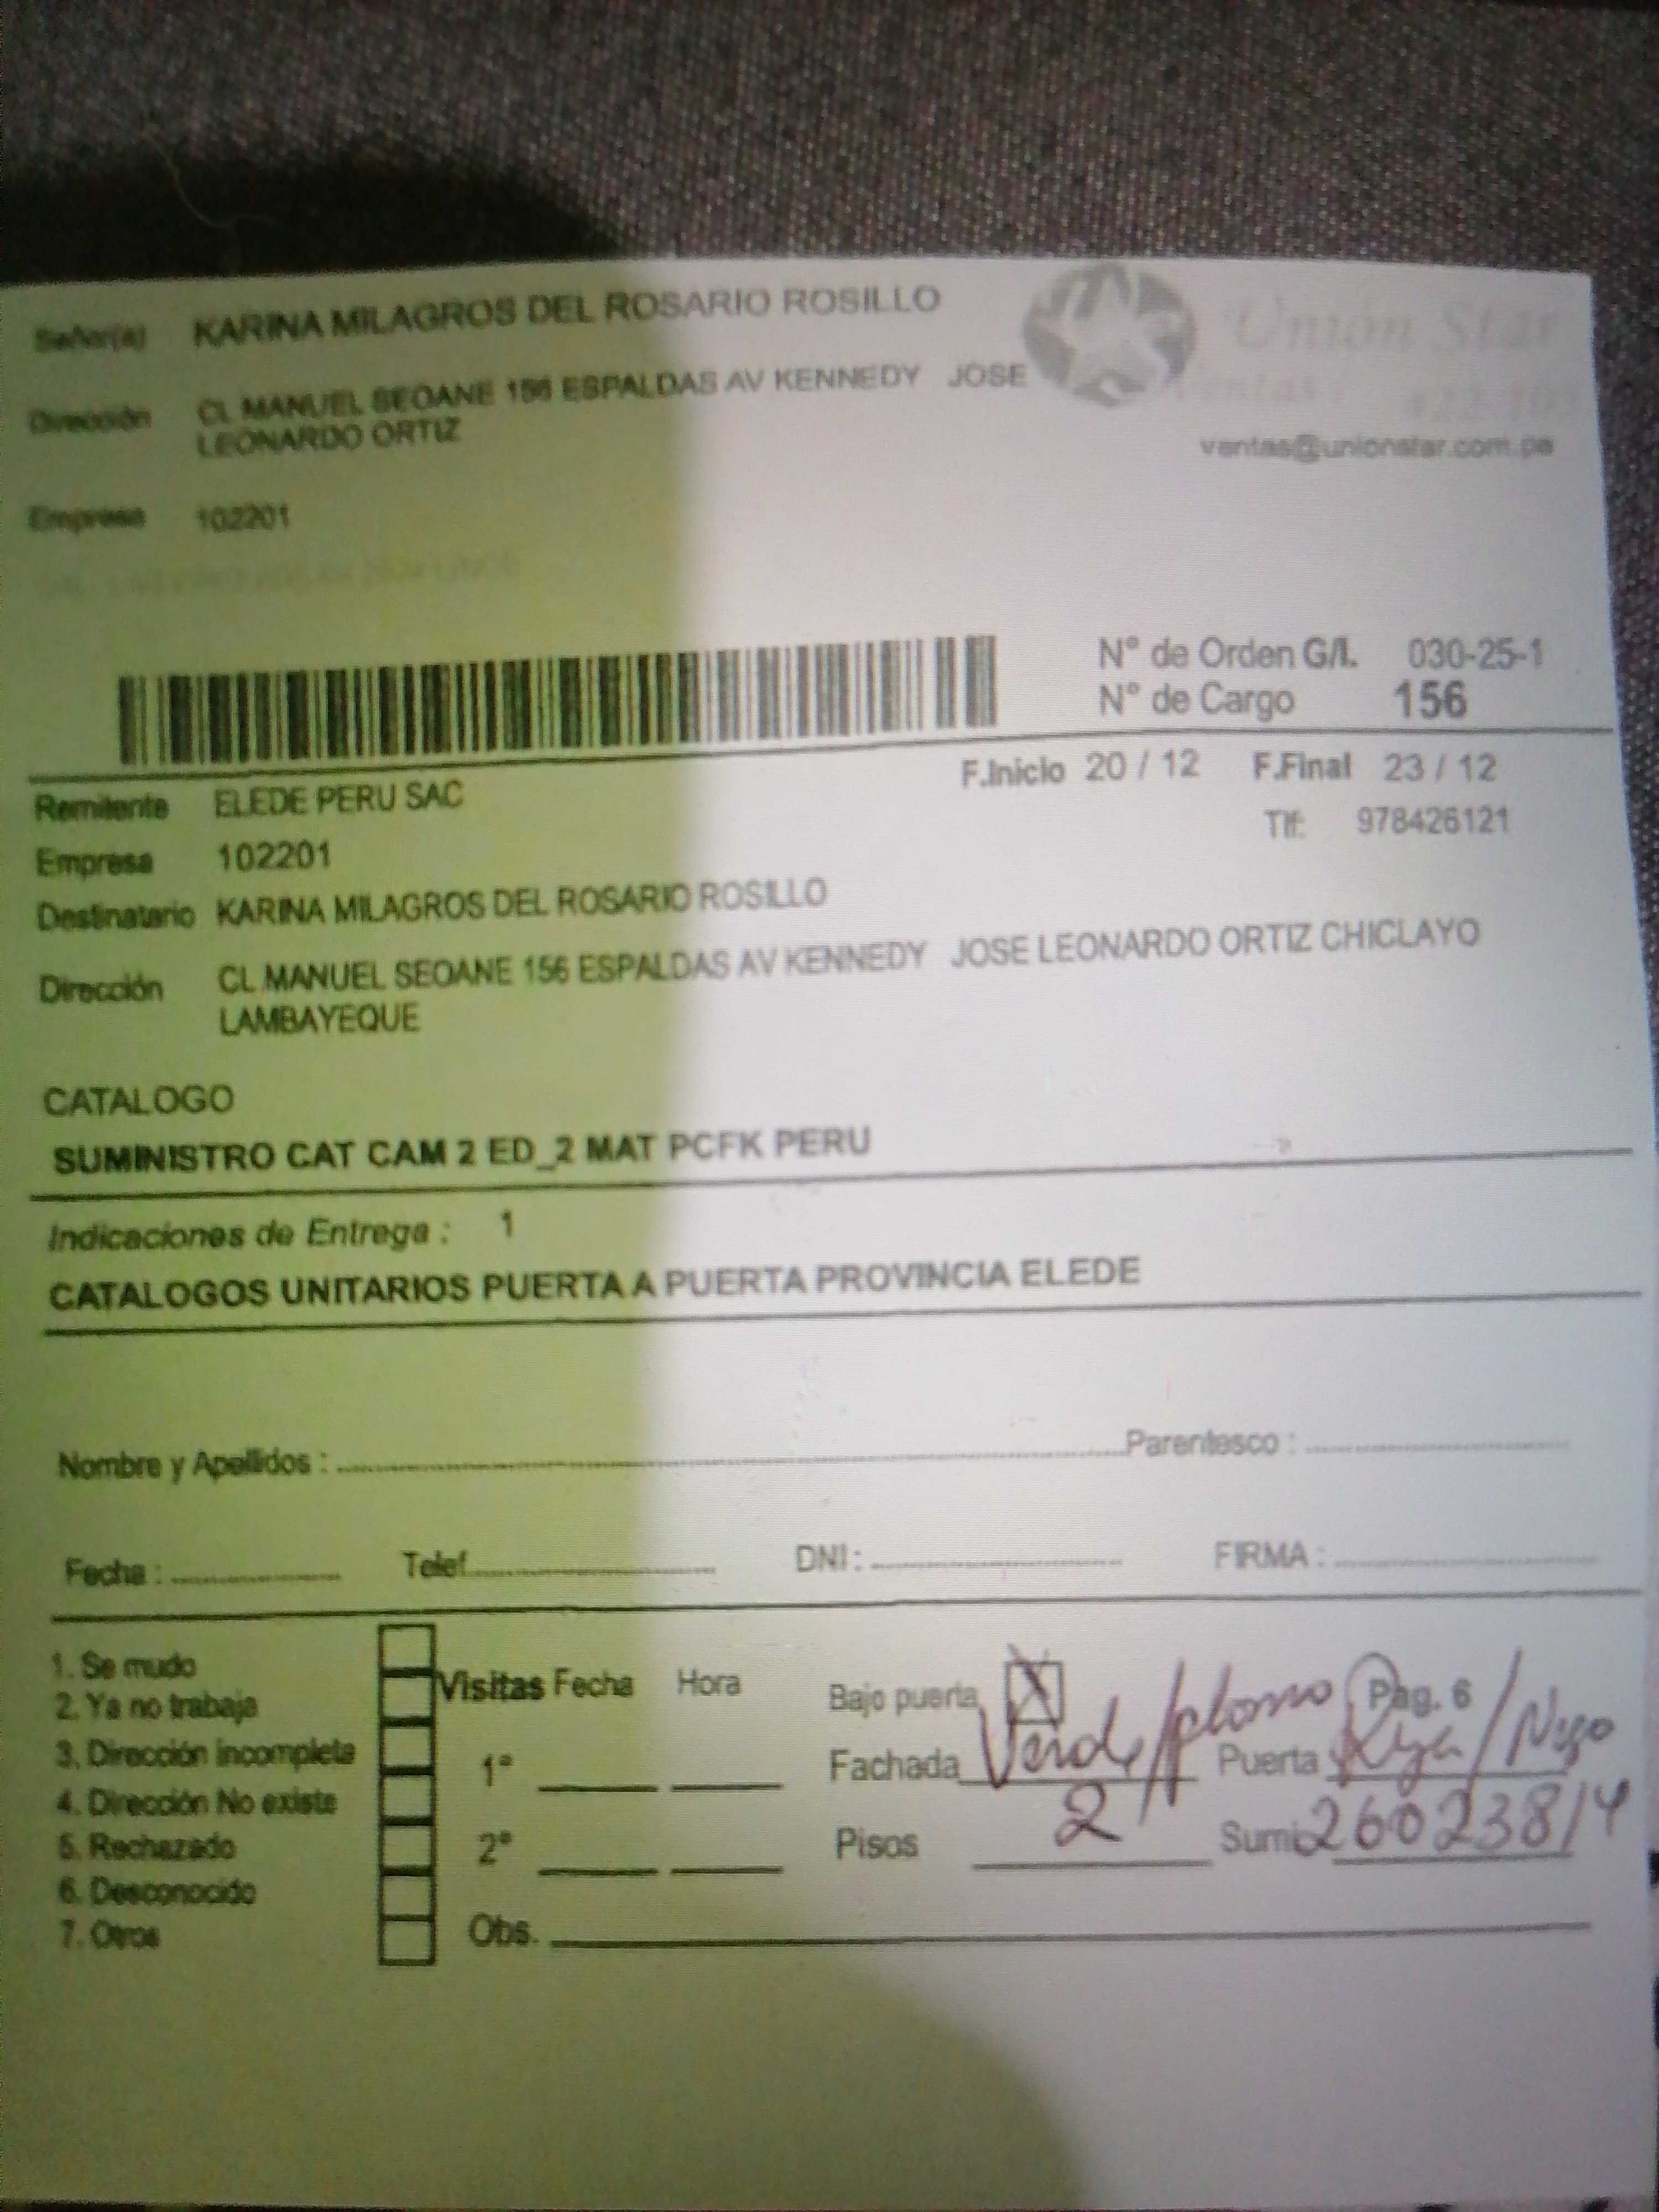 Señor(a) KARINA MILAGROS DEL ROSARIO ROSILLO
Unión Star
Dirección CL MANUEL SEOANE 156 ESPALDAS AV KENNEDY JOSE
LEONARDO ORTIZ
Ventas:
ventas@unionstar.com.pe
Empresa 102201
N° de Orden G/I. 030-25-1
N° de Cargo 156
F.Inicio 20 / 12 F.Final 23 / 12
Remitente ELEDE PERU SAC
Tlf: 978426121
Empresa 102201
Destinatario KARINA MILAGROS DEL ROSARIO ROSILLO
Dirección CL MANUEL SEOANE 156 ESPALDAS AV KENNEDY JOSE LEONARDO ORTIZ CHICLAYO
LAMBAYEQUE
CATALOGO
SUMINISTRO CAT CAM 2 ED_2 MAT PCFK PERU
Indicaciones de Entrega : 1
CATALOGOS UNITARIOS PUERTA A PUERTA PROVINCIA ELEDE
Nombre y Apellidos : Parentesco :
Fecha : Telef. DNI : FIRMA :
1. Se mudo
2. Ya no trabaja
3. Dirección incompleta
4. Dirección No existe
5. Rechazado
6. Desconocido
7. Otros
Visitas Fecha Hora
1°
2°
Obs.
Bajo puerta X Pag. 6
Fachada Verde/plomo Puerta
Pisos 2 Sumi 26023814